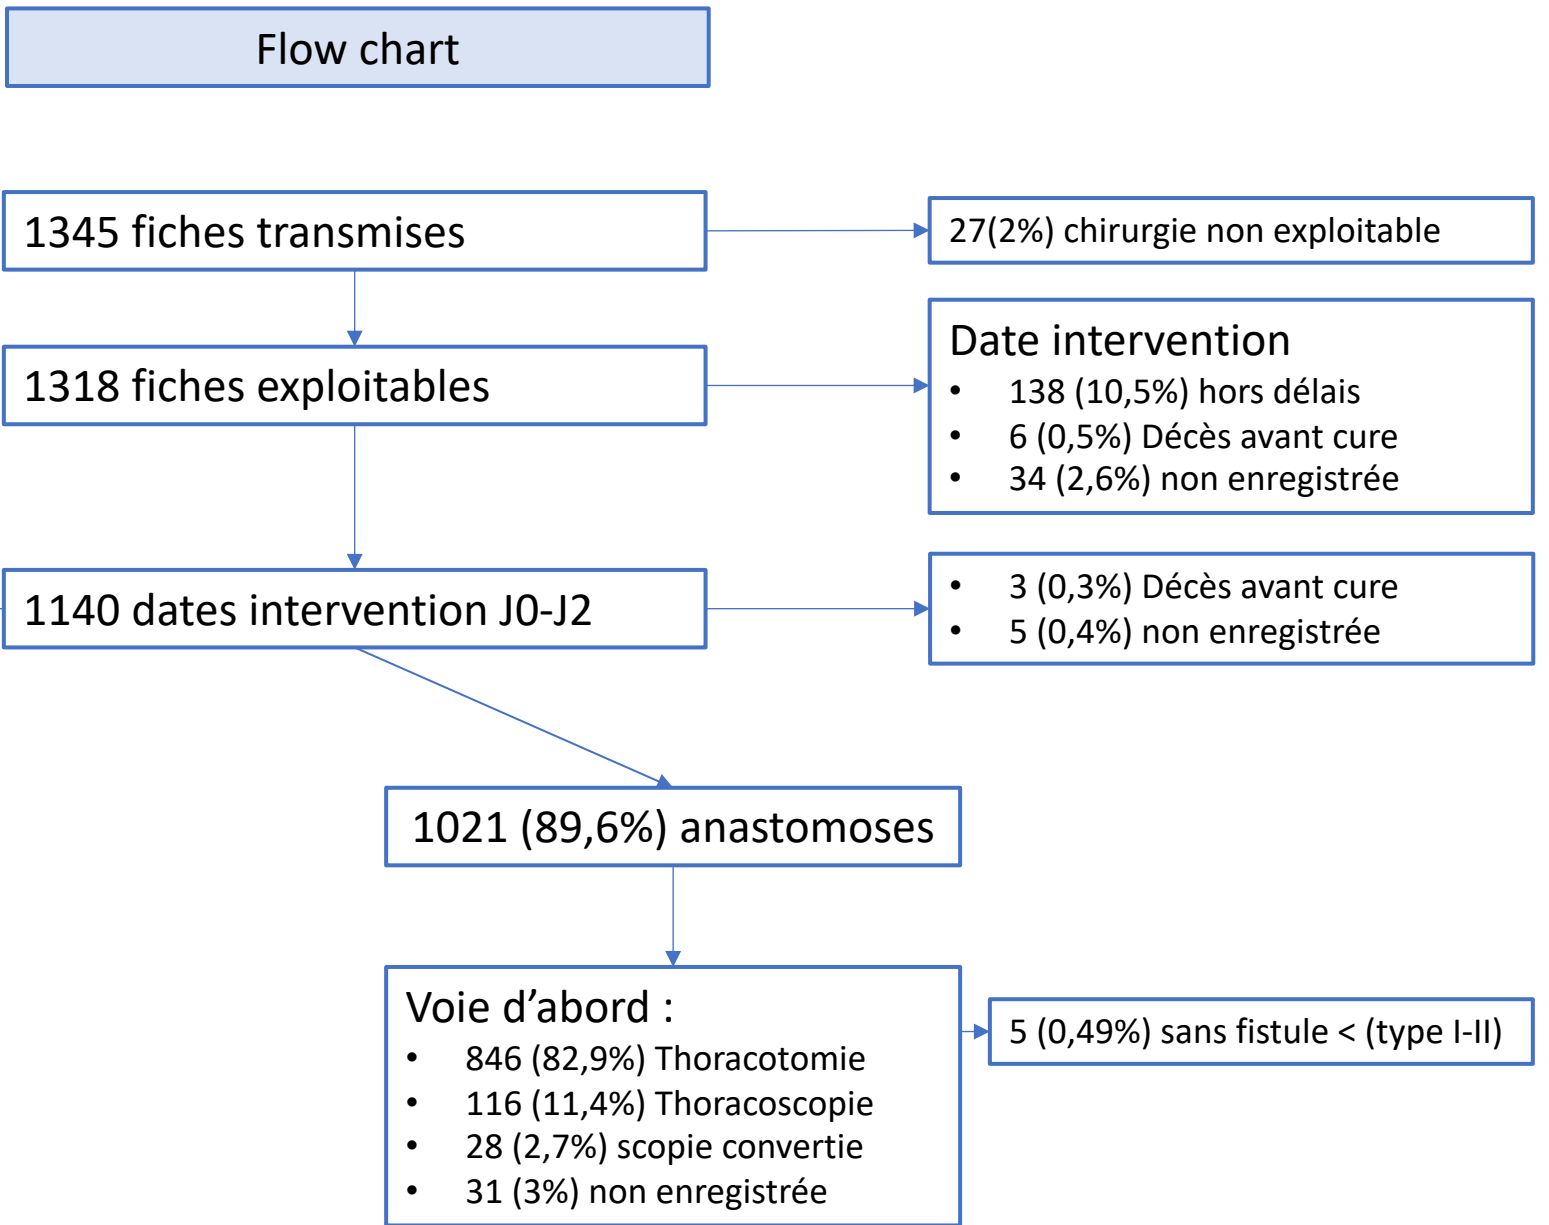 Flow chart
1345 fiches transmises
27(2%) chirurgie non exploitable
1318 fiches exploitables
Date intervention
• 138 (10,5%) hors délais
• 6 (0,5%) Décès avant cure
• 34 (2,6%) non enregistrée
1140 dates intervention J0-J2
• 3 (0,3%) Décès avant cure
• 5 (0,4%) non enregistrée
1021 (89,6%) anastomoses
Voie d’abord :
• 846 (82,9%) Thoracotomie
• 116 (11,4%) Thoracoscopie
• 28 (2,7%) scopie convertie
• 31 (3%) non enregistrée
5 (0,49%) sans fistule < (type I-II)